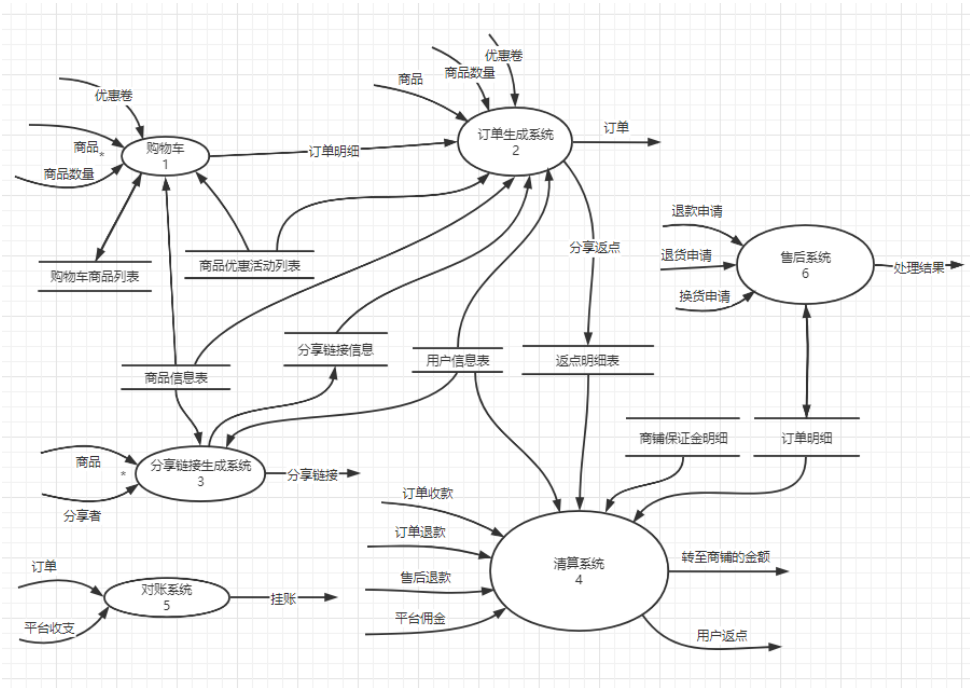 优惠卷
商品
*
商品数量
购物车
1
订单明细
商品
商品数量
优惠卷
订单生成系统
2
订单
购物车商品列表
商品优惠活动列表
分享返点
退款申请
退货申请
换货申请
售后系统
6
处理结果
商品信息表
分享链接信息
用户信息表
返点明细表
商铺保证金明细
订单明细
商品
*
分享者
分享链接生成系统
3
分享链接
订单收款
订单退款
售后退款
平台佣金
清算系统
4
转至商铺的金额
用户返点
订单
平台收支
对账系统
5
挂账